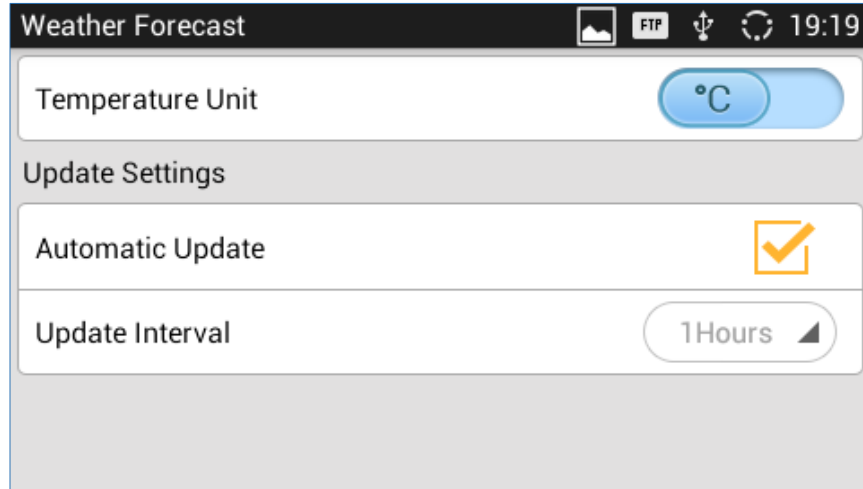 Weather Forecast FTP 19:19
Temperature Unit °C
Update Settings
Automatic Update
Update Interval 1Hours